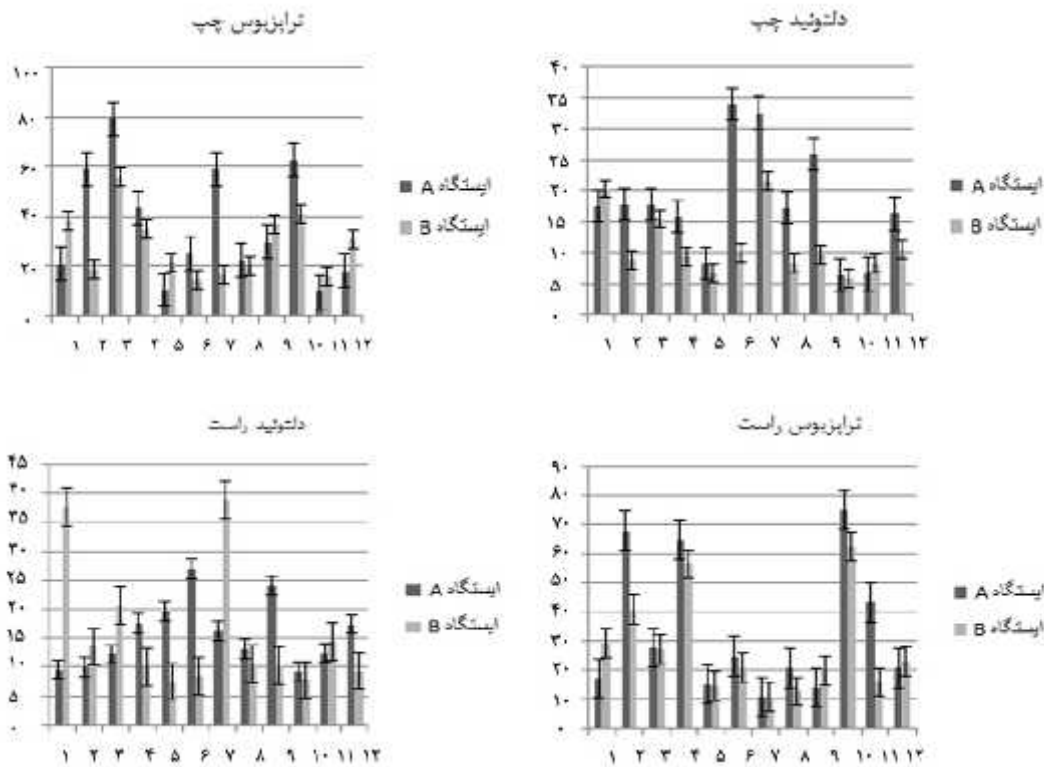 تراپزیوس چپ
۱۰۰
۸۰
۶۰
۴۰
۲۰
۰
۱ ۲ ۳ ۴ ۵ ۶ ۷ ۸ ۹ ۱۰ ۱۱ ۱۲
ایستگاه A
ایستگاه B
دلتوئید چپ
۴۰
۳۵
۳۰
۲۵
۲۰
۱۵
۱۰
۵
۰
۱ ۲ ۳ ۴ ۵ ۶ ۷ ۸ ۹ ۱۰ ۱۱ ۱۲
ایستگاه A
ایستگاه B
دلتوئید راست
۴۵
۴۰
۳۵
۳۰
۲۵
۲۰
۱۵
۱۰
۵
۰
۱ ۲ ۳ ۴ ۵ ۶ ۷ ۸ ۹ ۱۰ ۱۱ ۱۲
ایستگاه A
ایستگاه B
تراپزیوس راست
۹۰
۸۰
۷۰
۶۰
۵۰
۴۰
۳۰
۲۰
۱۰
۰
۱ ۲ ۳ ۴ ۵ ۶ ۷ ۸ ۹ ۱۰ ۱۱ ۱۲
ایستگاه A
ایستگاه B